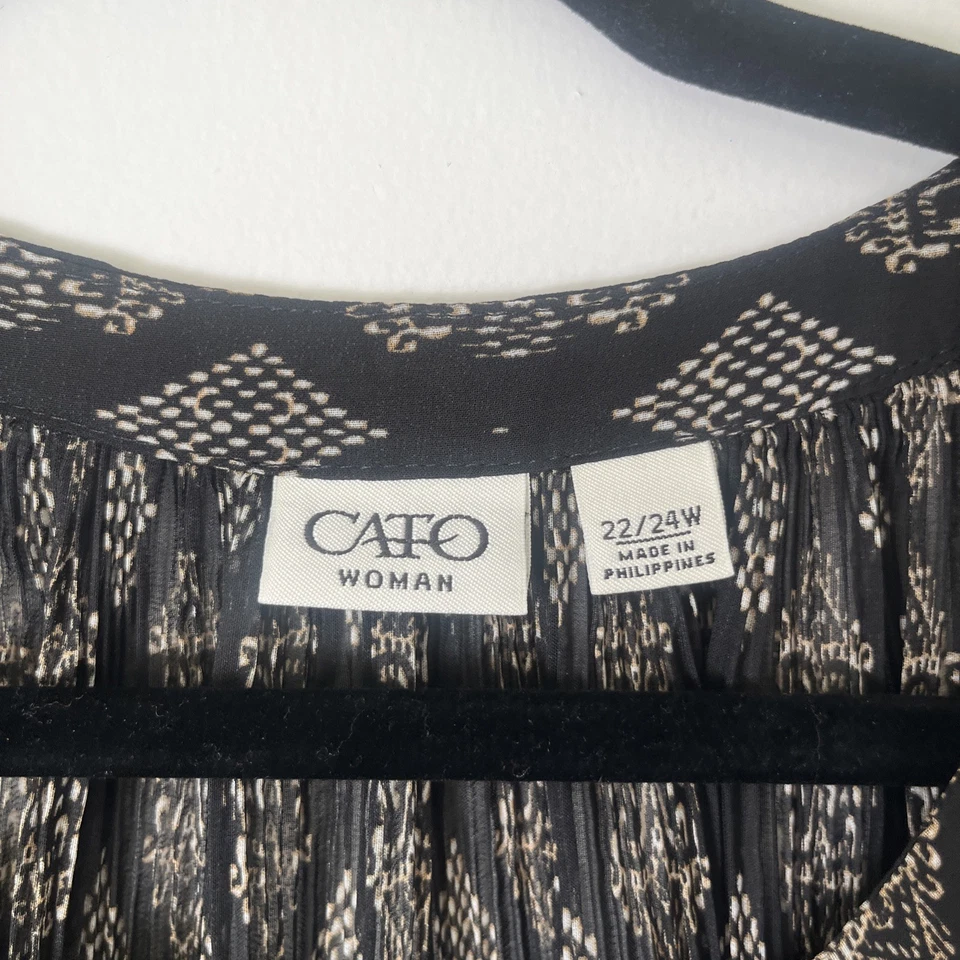 CATO
WOMAN
22/24W
MADE IN
PHILIPPINES